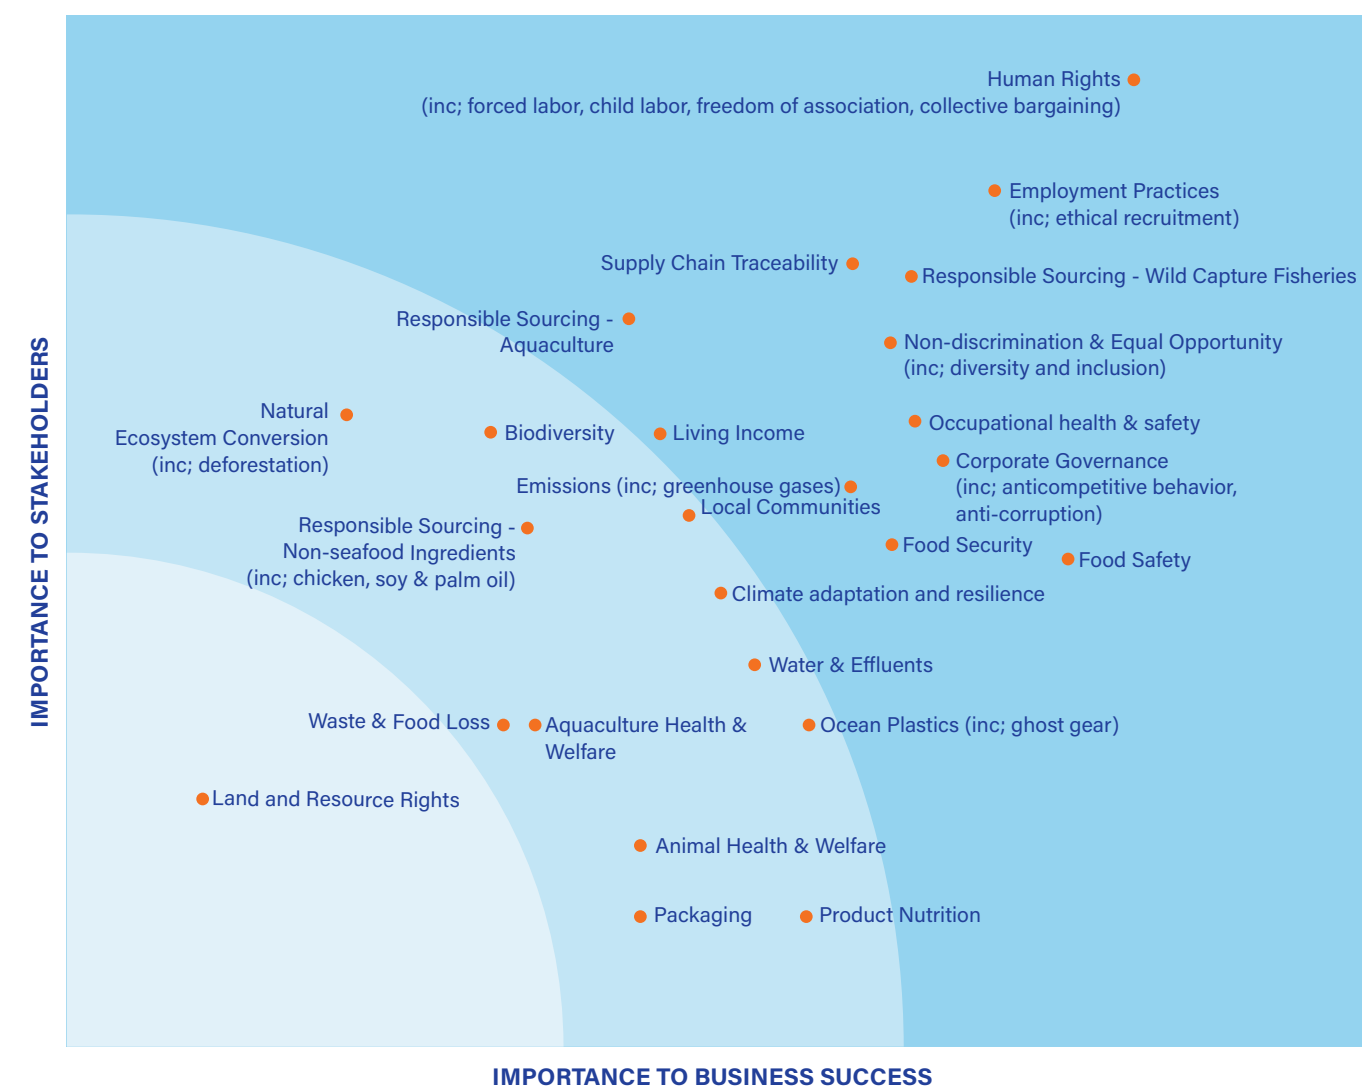 Human Rights
(inc; forced labor, child labor, freedom of association, collective bargaining)
Employment Practices
(inc; ethical recruitment)
Supply Chain Traceability
Responsible Sourcing - Wild Capture Fisheries
Responsible Sourcing -
Aquaculture
Non-discrimination & Equal Opportunity
(inc; diversity and inclusion)
Natural
Ecosystem Conversion
(inc; deforestation)
Biodiversity
Living Income
Occupational health & safety
Corporate Governance
(inc; anticompetitive behavior,
anti-corruption)
Emissions (inc; greenhouse gases)
Local Communities
Responsible Sourcing -
Non-seafood Ingredients
(inc; chicken, soy & palm oil)
Food Security
Food Safety
Climate adaptation and resilience
Water & Effluents
Waste & Food Loss
Aquaculture Health &
Welfare
Ocean Plastics (inc; ghost gear)
Land and Resource Rights
Animal Health & Welfare
Packaging
Product Nutrition
IMPORTANCE TO STAKEHOLDERS
IMPORTANCE TO BUSINESS SUCCESS